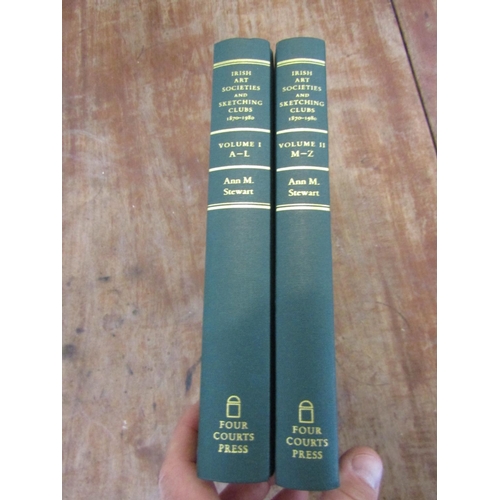 IRISH
ART
SOCIETIES
AND
SKETCHING
CLUBS
1870–1980
VOLUME I
A–L
Ann M.
Stewart
FOUR
COURTS
PRESS
IRISH
ART
SOCIETIES
AND
SKETCHING
CLUBS
1870–1980
VOLUME II
M–Z
Ann M.
Stewart
FOUR
COURTS
PRESS